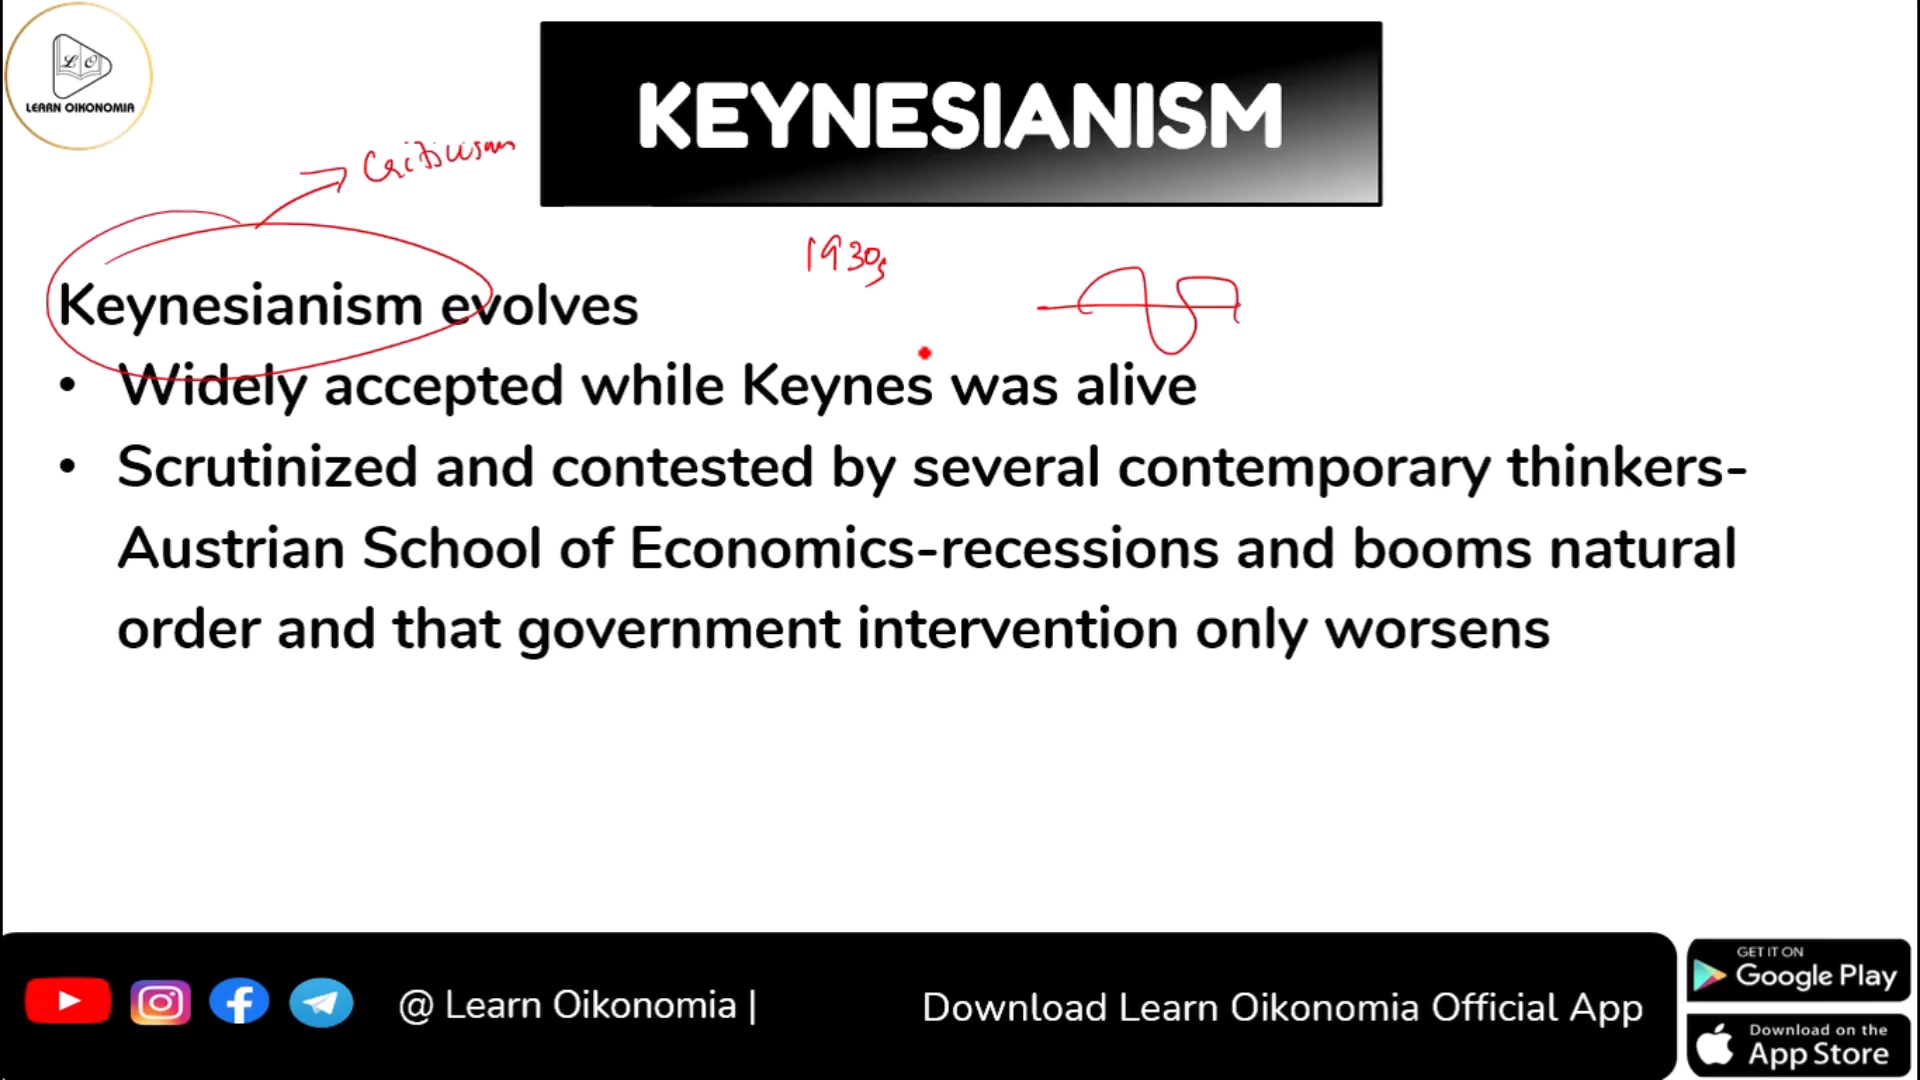 L O
LEARN OIKONOMIA
KEYNESIANISM
Criticism
1930s
Keynesianism evolves
• Widely accepted while Keynes was alive
• Scrutinized and contested by several contemporary thinkers-
Austrian School of Economics-recessions and booms natural
order and that government intervention only worsens
@ Learn Oikonomia |
Download Learn Oikonomia Official App
GET IT ON
Google Play
Download on the
App Store